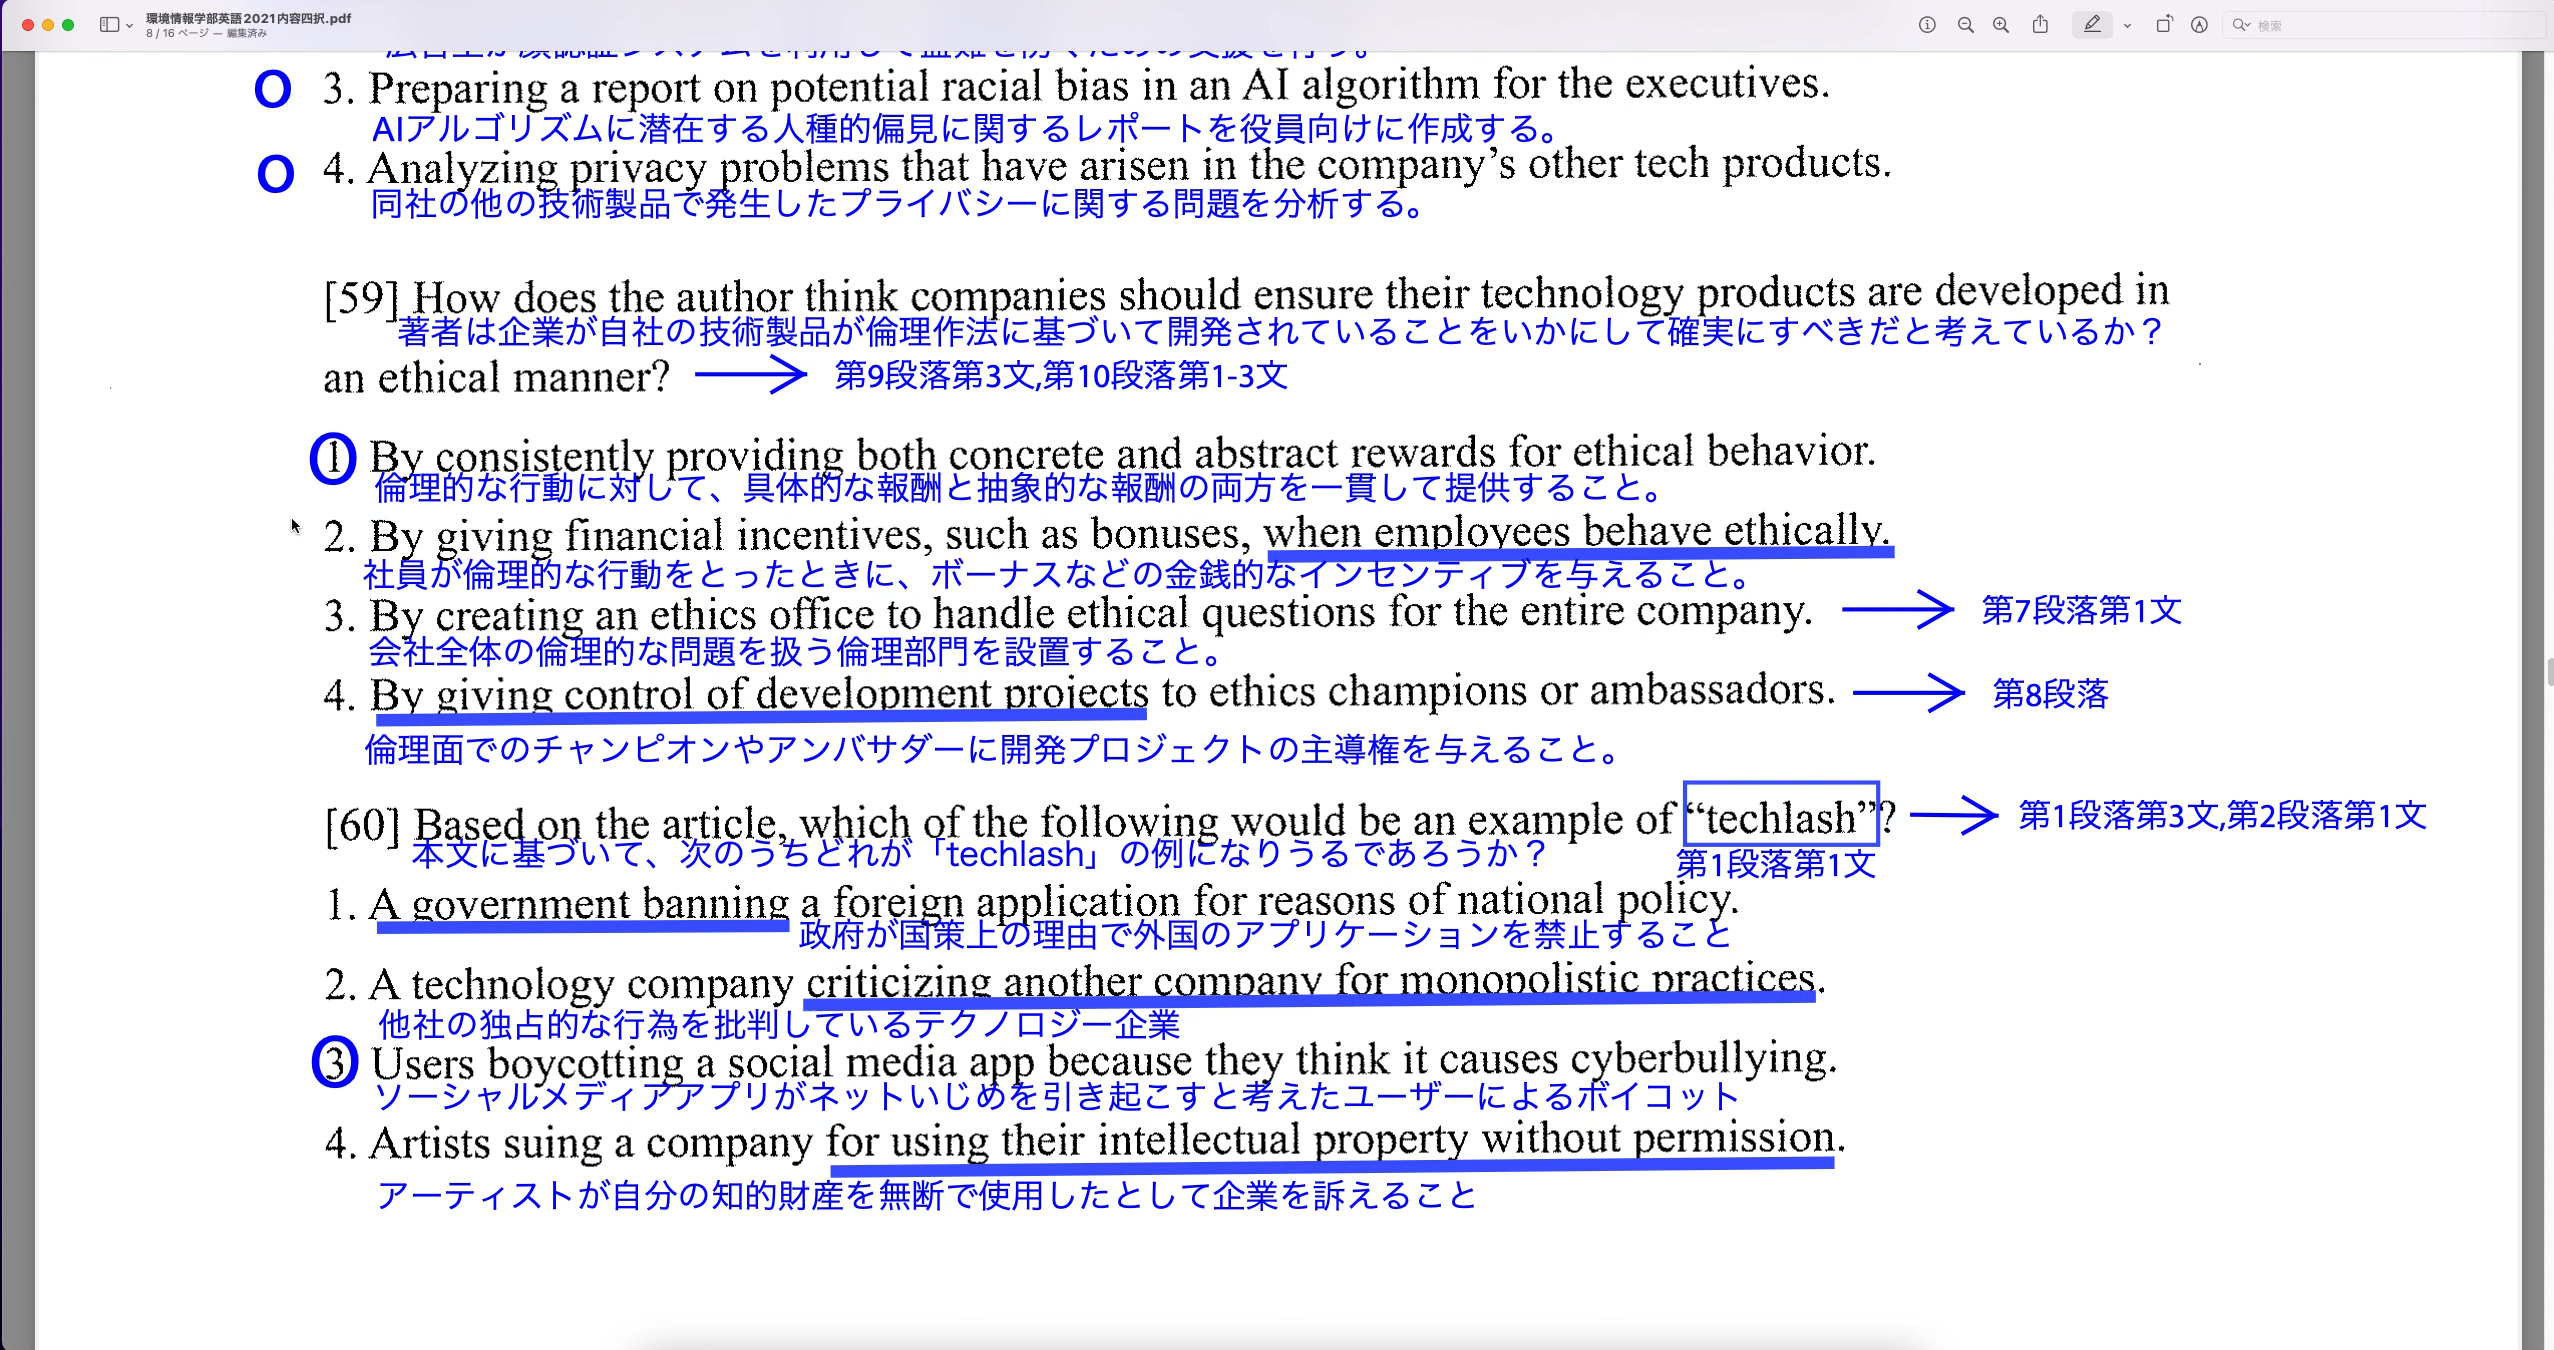 環境情報学部英語2021内容四択.pdf
8 / 16 ページ — 編集済み
検索
3. Preparing a report on potential racial bias in an AI algorithm for the executives.
AIアルゴリズムに潜在する人種的偏見に関するレポートを役員向けに作成する。
4. Analyzing privacy problems that have arisen in the company's other tech products.
同社の他の技術製品で発生したプライバシーに関する問題を分析する。
[59] How does the author think companies should ensure their technology products are developed in
著者は企業が自社の技術製品が倫理作法に基づいて開発されていることをいかにして確実にすべきだと考えているか？
an ethical manner? 第9段落第3文,第10段落第1-3文
1 By consistently providing both concrete and abstract rewards for ethical behavior.
倫理的な行動に対して、具体的な報酬と抽象的な報酬の両方を一貫して提供すること。
2. By giving financial incentives, such as bonuses, when employees behave ethically.
社員が倫理的な行動をとったときに、ボーナスなどの金銭的なインセンティブを与えること。
3. By creating an ethics office to handle ethical questions for the entire company. 第7段落第1文
会社全体の倫理的な問題を扱う倫理部門を設置すること。
4. By giving control of development projects to ethics champions or ambassadors. 第8段落
倫理面でのチャンピオンやアンバサダーに開発プロジェクトの主導権を与えること。
[60] Based on the article, which of the following would be an example of “techlash”? 第1段落第3文,第2段落第1文
本文に基づいて、次のうちどれが「techlash」の例になりうるであろうか？ 第1段落第1文
1. A government banning a foreign application for reasons of national policy.
政府が国策上の理由で外国のアプリケーションを禁止すること
2. A technology company criticizing another company for monopolistic practices.
他社の独占的な行為を批判しているテクノロジー企業
3 Users boycotting a social media app because they think it causes cyberbullying.
ソーシャルメディアアプリがネットいじめを引き起こすと考えたユーザーによるボイコット
4. Artists suing a company for using their intellectual property without permission.
アーティストが自分の知的財産を無断で使用したとして企業を訴えること